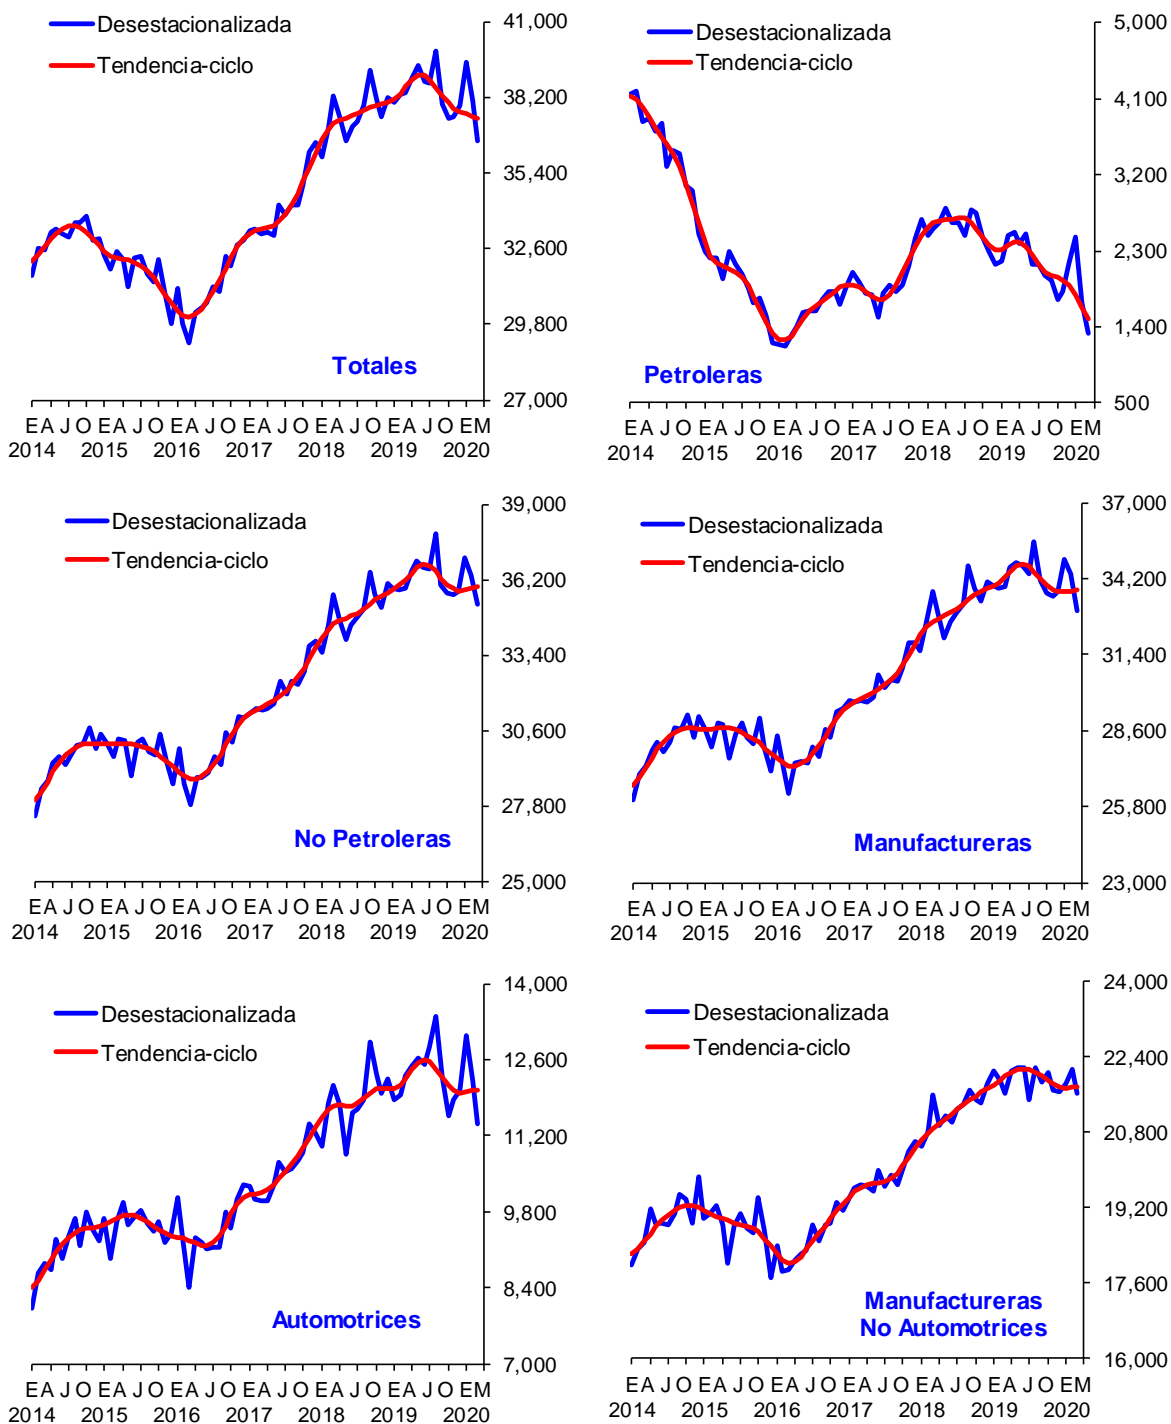 Desestacionalizada
Tendencia-ciclo
41,000
38,200
35,400
32,600
29,800
27,000
Totales
E A J O E A J O E A J O E A J O E A J O E A J O EM
2014 2015 2016 2017 2018 2019 2020
Desestacionalizada
Tendencia-ciclo
5,000
4,100
3,200
2,300
1,400
500
Petroleras
E A J O E A J O E A J O E A J O E A J O E A J O EM
2014 2015 2016 2017 2018 2019 2020
Desestacionalizada
Tendencia-ciclo
39,000
36,200
33,400
30,600
27,800
25,000
No Petroleras
E A J O E A J O E A J O E A J O E A J O E A J O EM
2014 2015 2016 2017 2018 2019 2020
Desestacionalizada
Tendencia-ciclo
37,000
34,200
31,400
28,600
25,800
23,000
Manufactureras
E A J O E A J O E A J O E A J O E A J O E A J O EM
2014 2015 2016 2017 2018 2019 2020
Desestacionalizada
Tendencia-ciclo
14,000
12,600
11,200
9,800
8,400
7,000
Automotrices
E A J O E A J O E A J O E A J O E A J O E A J O EM
2014 2015 2016 2017 2018 2019 2020
Desestacionalizada
Tendencia-ciclo
24,000
22,400
20,800
19,200
17,600
16,000
Manufactureras
No Automotrices
E A J O E A J O E A J O E A J O E A J O E A J O EM
2014 2015 2016 2017 2018 2019 2020